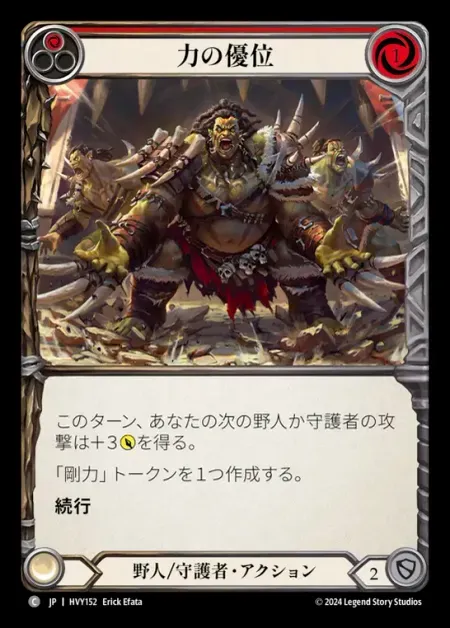 力の優位
1
このターン、あなたの次の野人か守護者の攻
撃は+3を得る。
「剛力」トークンを1つ作成する。
続行
野人/守護者・アクション
2
C JP | HVY152 Erick Efata
© 2024 Legend Story Studios